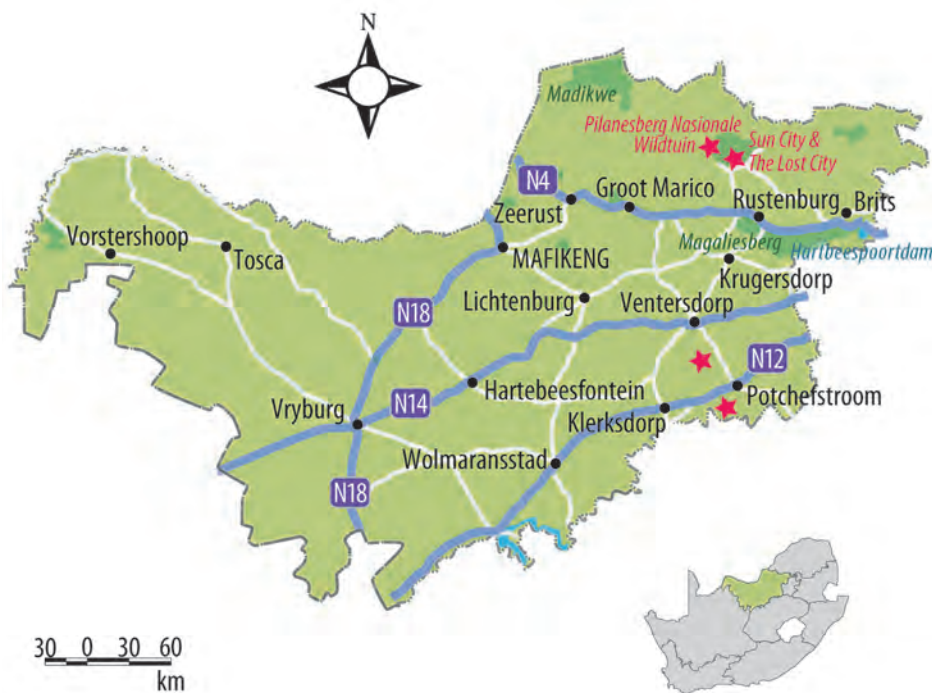 N
Madikwe
Pilanesberg Nasionale
Wildtuin
Sun City &
The Lost City
N4
Groot Marico
Zeerust
Rustenburg
Brits
Vorstershoop
Tosca
MAFIKENG
Magaliesberg
Hartbeespoortdam
Krugersdorp
Lichtenburg
Ventersdorp
N18
N12
Hartebeesfontein
Potchefstroom
N14
Vryburg
Klerksdorp
Wolmaransstad
N18
30 0 30 60
km